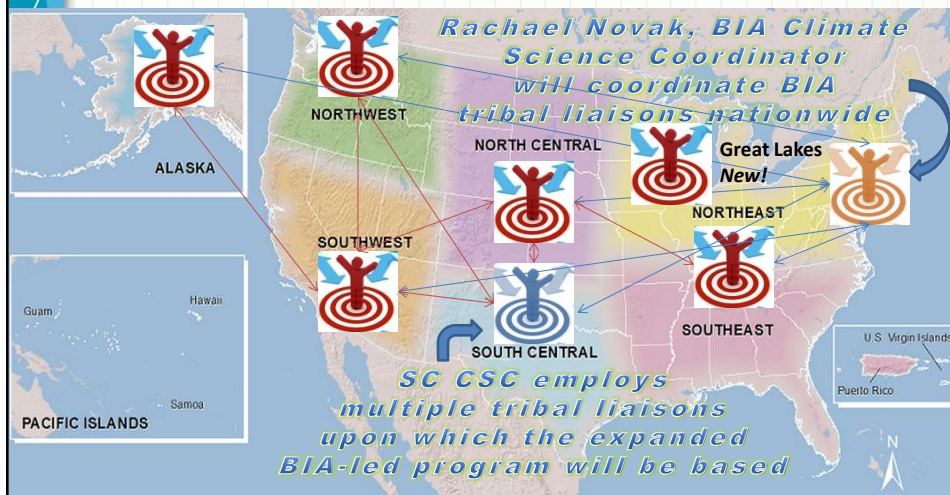 Rachael Novak, BIA Climate
Science Coordinator
will coordinate BIA
tribal liaisons nationwide
NORTHWEST
NORTH CENTRAL
Great Lakes
New!
ALASKA
NORTHEAST
SOUTHWEST
Guam
Hawaii
SOUTHEAST
U.S. Virgin Islands
SOUTH CENTRAL
SC CSC employs
multiple tribal liaisons
upon which the expanded
BIA-led program will be based
Puerto Rico
Samoa
PACIFIC ISLANDS
N